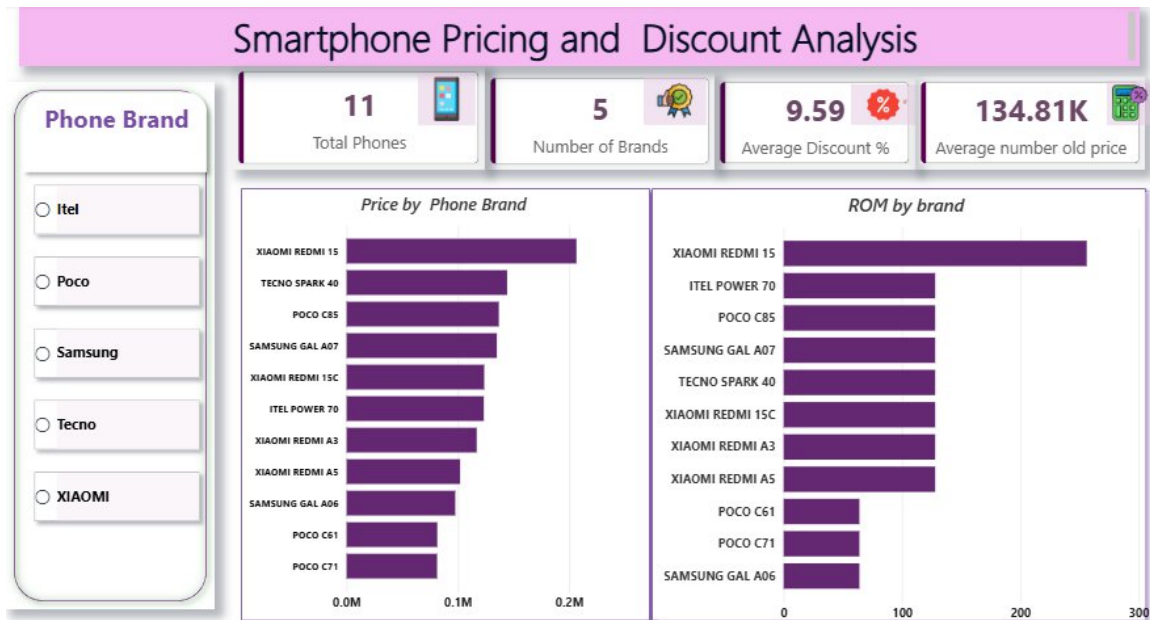 Smartphone Pricing and Discount Analysis
Phone Brand
Itel
Poco
Samsung
Tecno
XIAOMI
11
Total Phones
5
Number of Brands
9.59
%
Average Discount %
134.81K
%
Average number old price
Price by Phone Brand
XIAOMI REDMI 15
TECNO SPARK 40
POCO C85
SAMSUNG GAL A07
XIAOMI REDMI 15C
ITEL POWER 70
XIAOMI REDMI A3
XIAOMI REDMI A5
SAMSUNG GAL A06
POCO C61
POCO C71
0.0M 0.1M 0.2M
ROM by brand
XIAOMI REDMI 15
ITEL POWER 70
POCO C85
SAMSUNG GAL A07
TECNO SPARK 40
XIAOMI REDMI 15C
XIAOMI REDMI A3
XIAOMI REDMI A5
POCO C61
POCO C71
SAMSUNG GAL A06
0 100 200 300